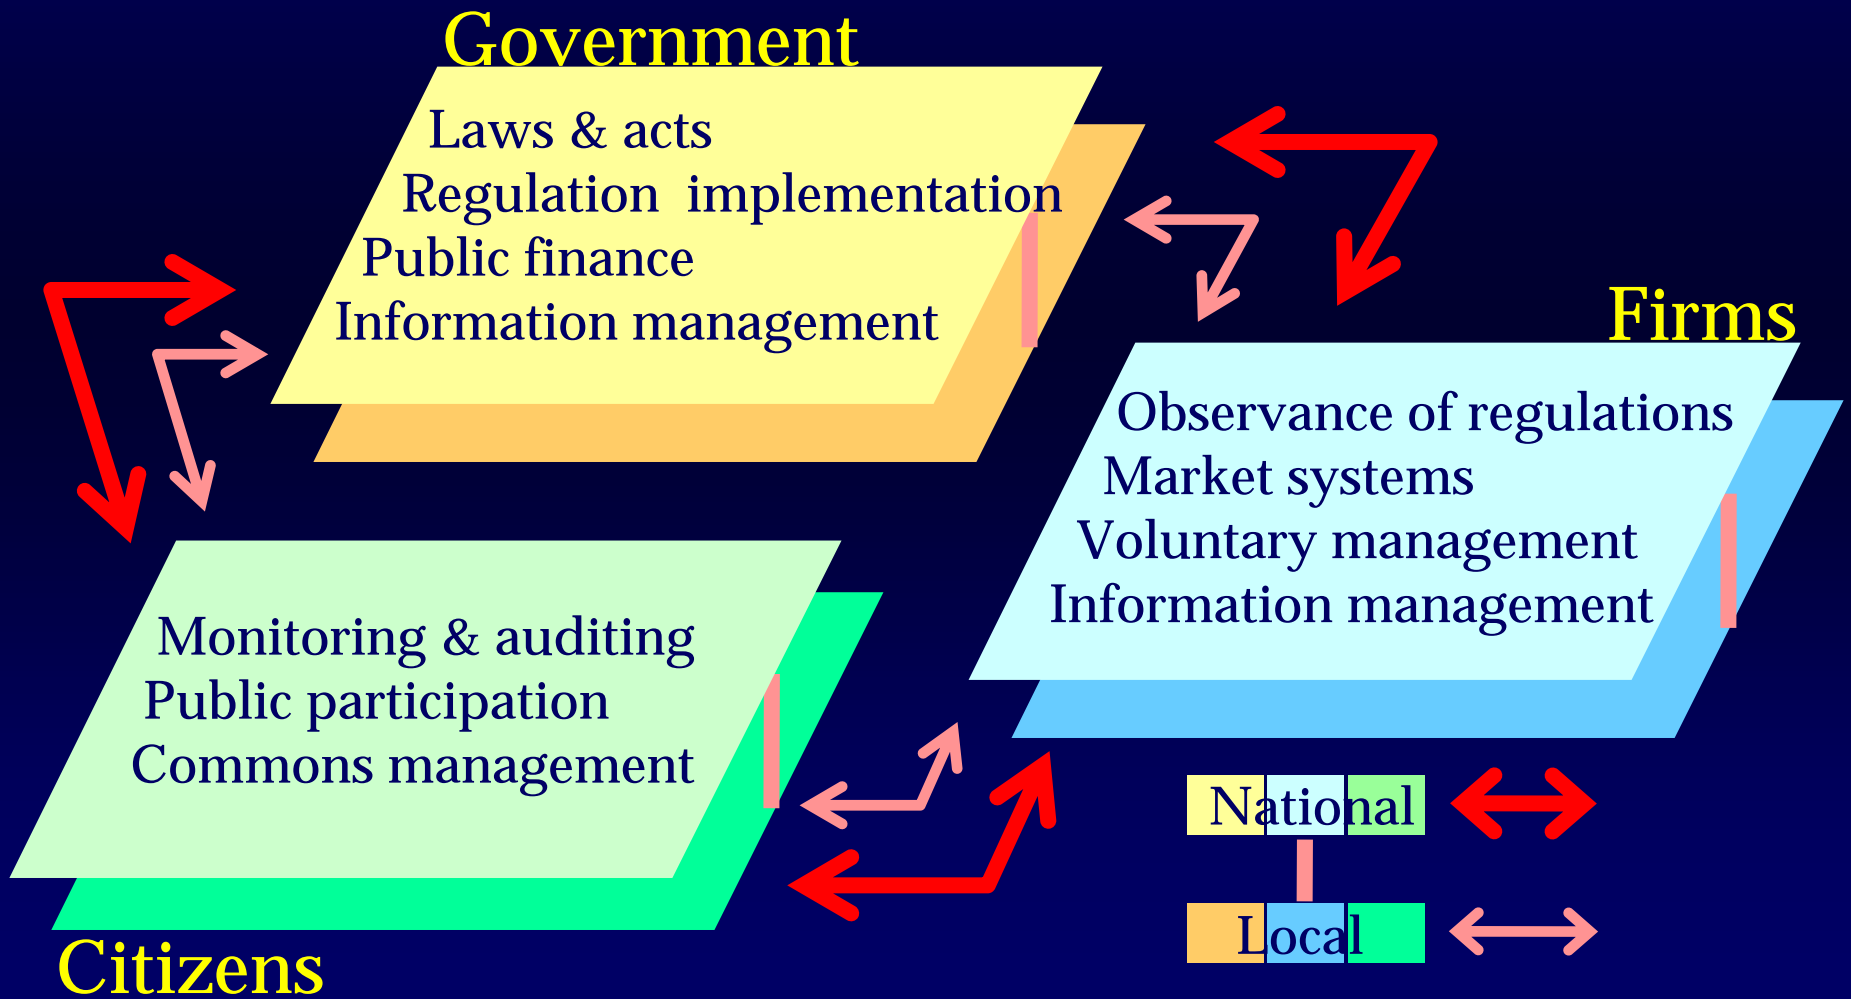 Government
Laws & acts
Regulation implementation
Public finance
Information management
Firms
Observance of regulations
Market systems
Voluntary management
Information management
Monitoring & auditing
Public participation
Commons management
Citizens
National
Local